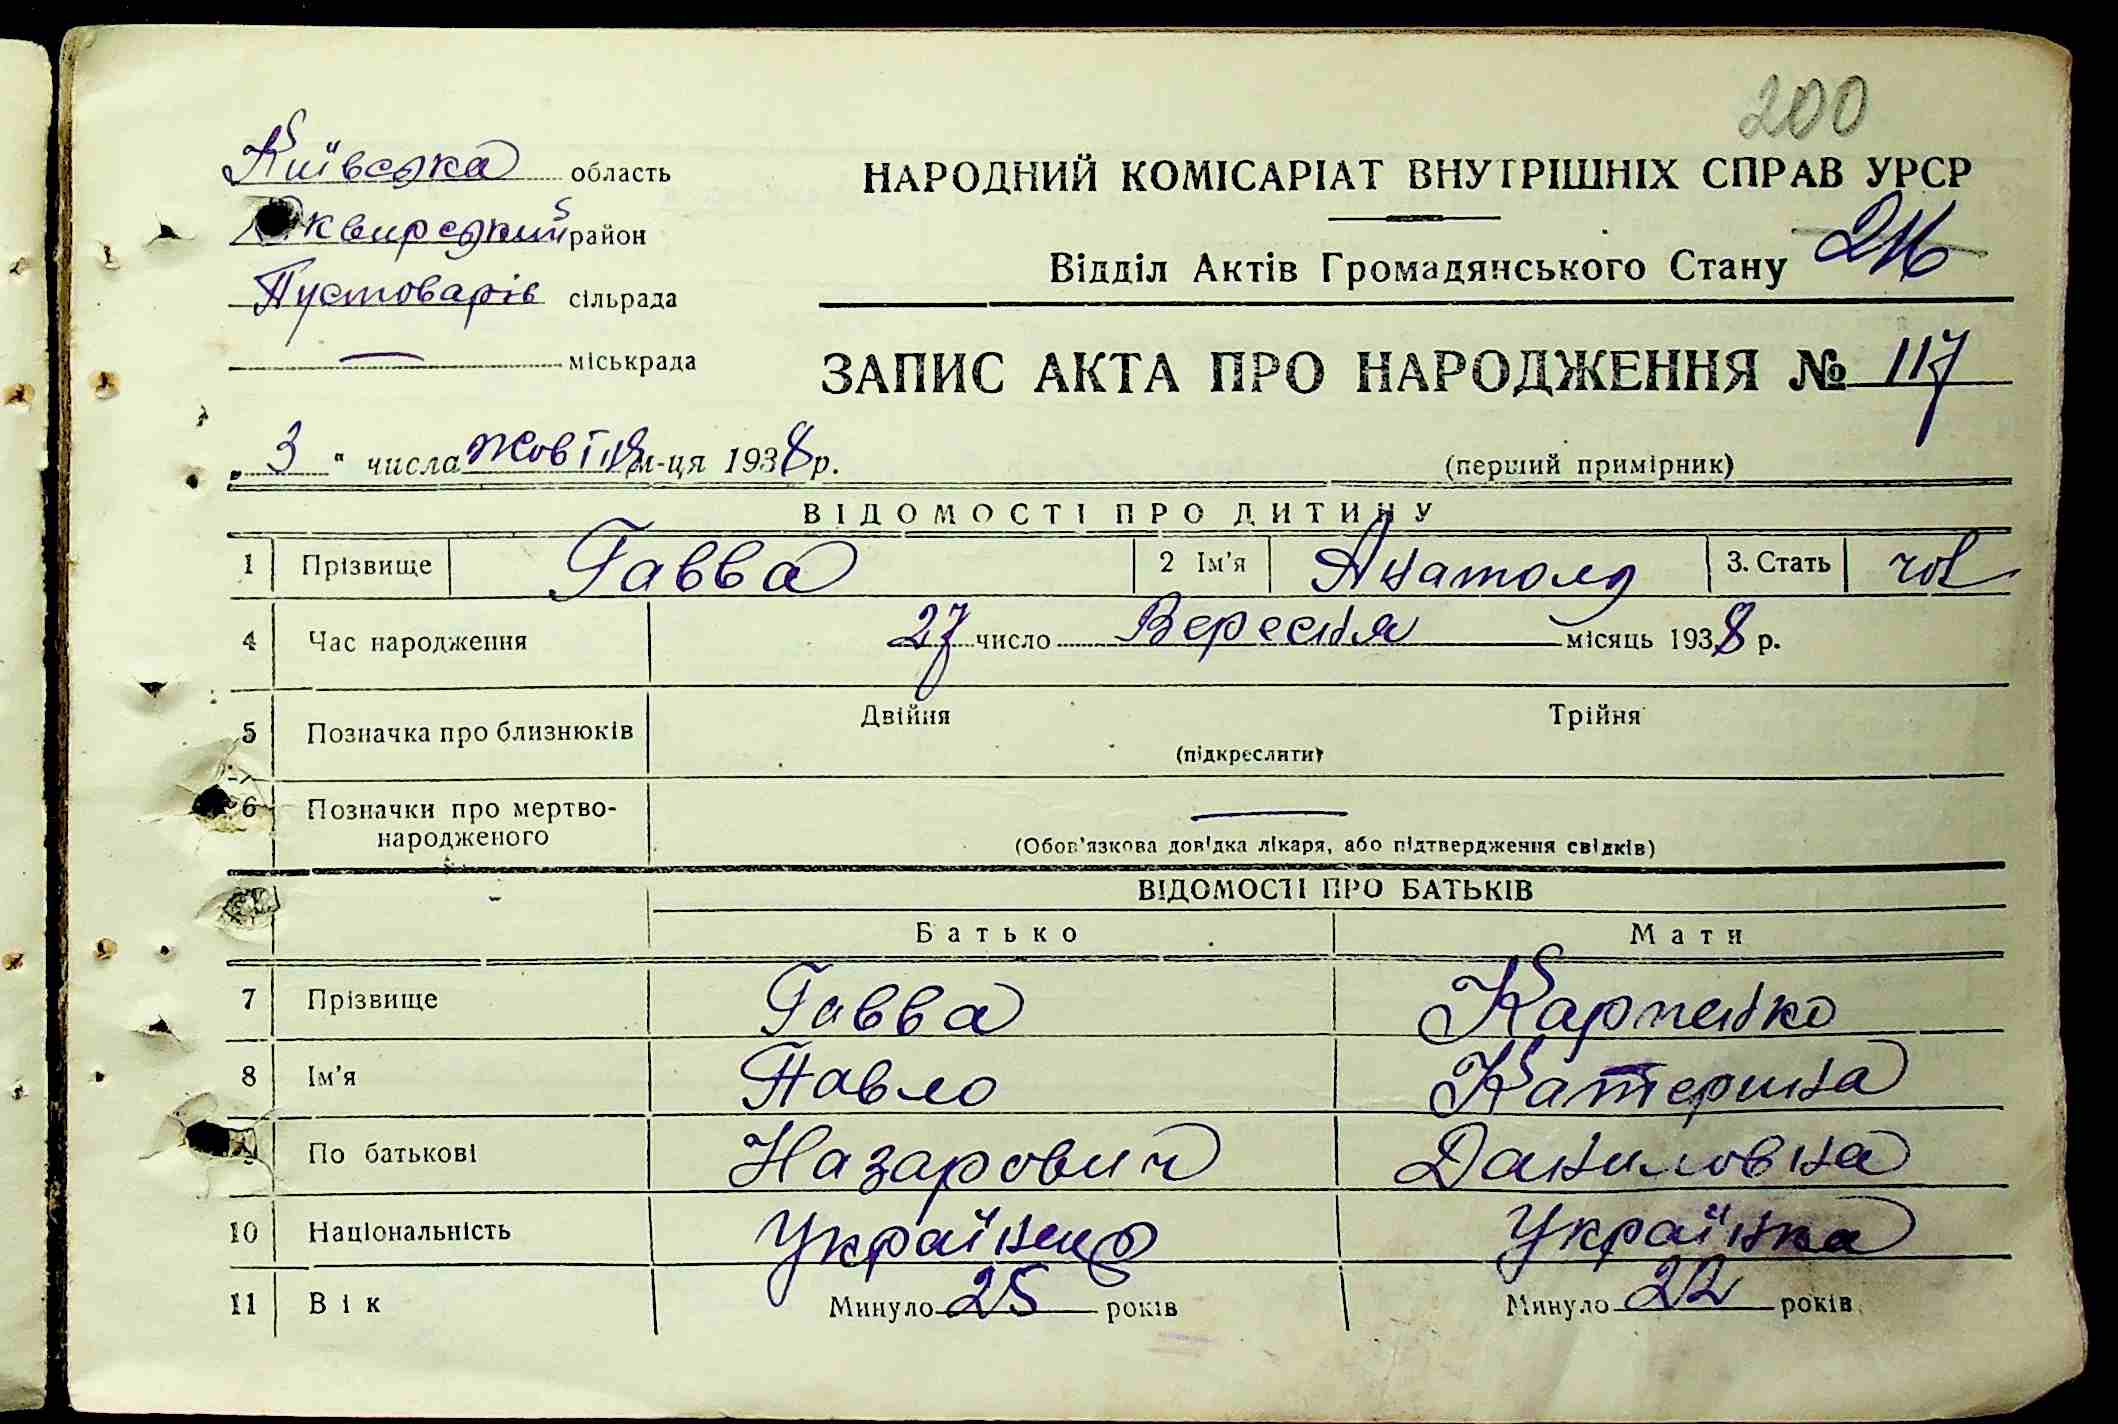 200
Київська область
Сквирський район
Пустоварів сільрада
— міськрада
НАРОДНИЙ КОМІСАРІАТ ВНУТРІШНІХ СПРАВ УРСР
Відділ Актів Громадянського Стану
ЗАПИС АКТА ПРО НАРОДЖЕННЯ № 117
„3“ числа жовтня м-ця 1938 р.
(перший примірник)
ВІДОМОСТІ ПРО ДИТИНУ
1 Прізвище Гавва 2 Ім'я Анатолій 3. Стать чол
4 Час народження 27 число Вересня місяць 1938 р.
5 Позначка про близнюків Двійня Трійня
(підкреслити)
6 Позначки про мертво-
народженого —
(Обов'язкова довідка лікаря, або підтвердження свідків)
ВІДОМОСТІ ПРО БАТЬКІВ
Батько Мати
7 Прізвище Гавва Карпенко
8 Ім'я Павло Катерина
9 По батькові Назарович Даниловна
10 Національність Українець Українка
11 Вік Минуло 25 років Минуло 22 років